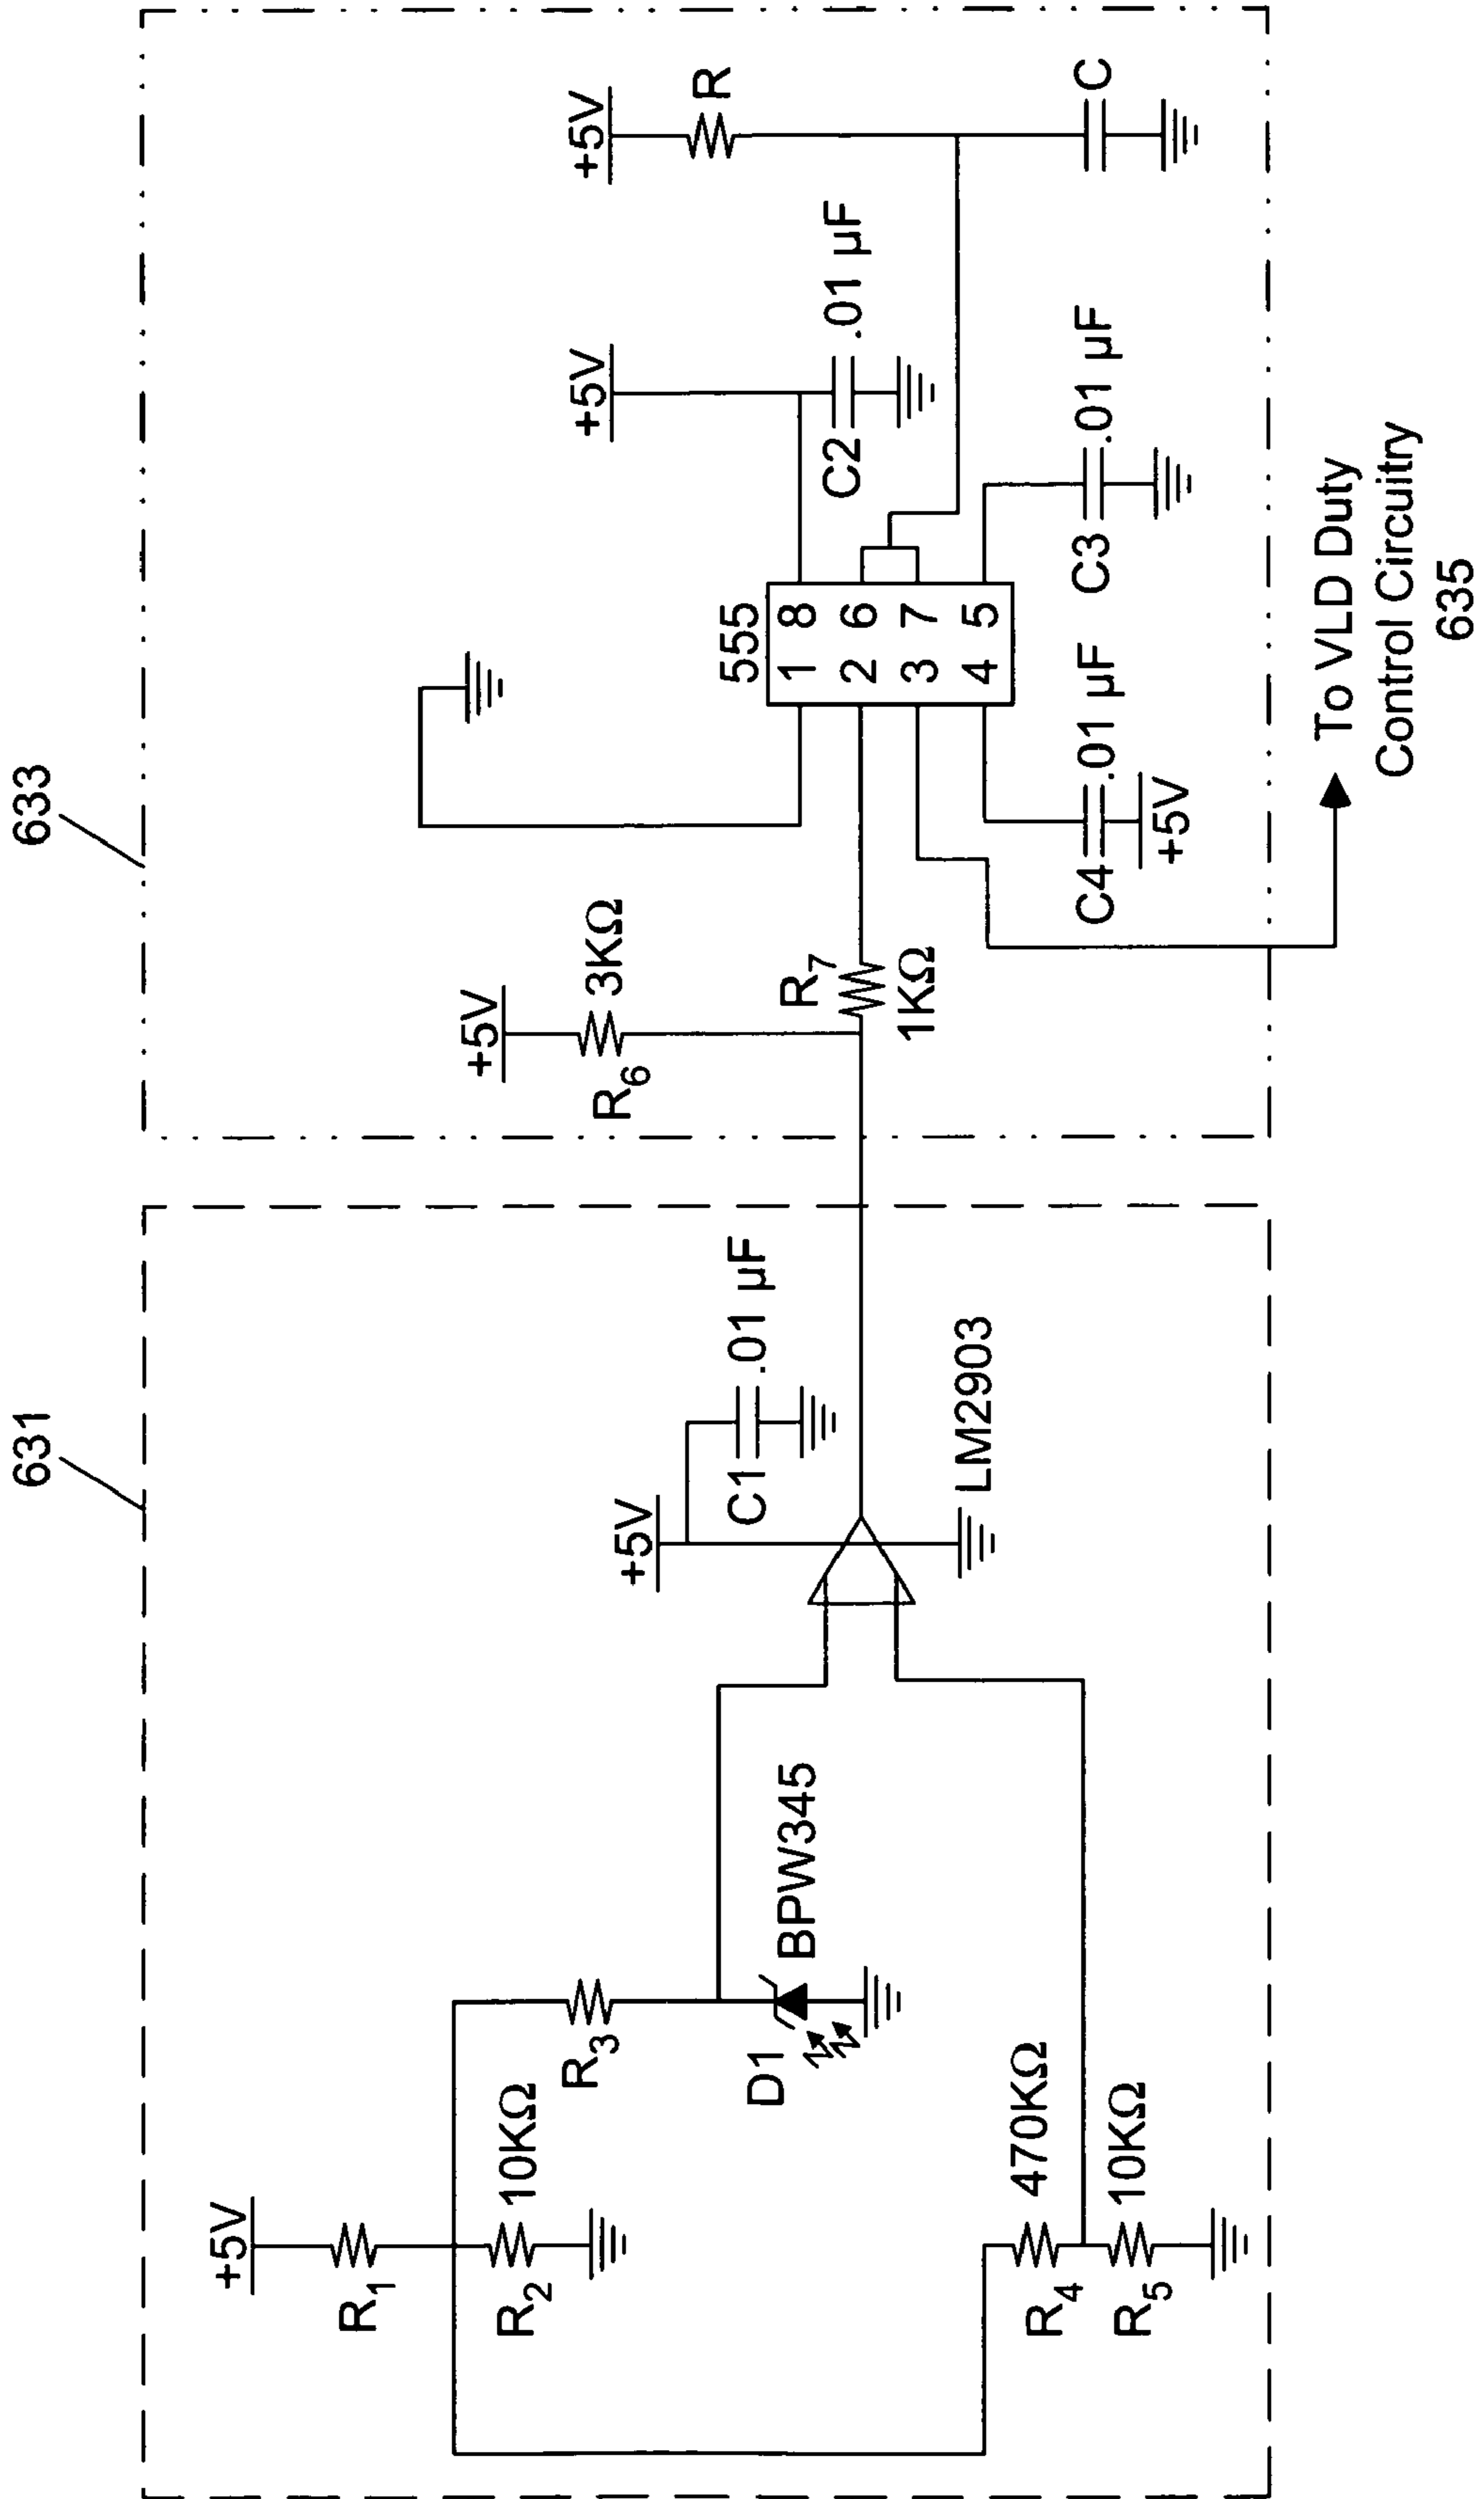 631
633
+5V
R1
R2
10KΩ
R3
D1
BPW345
R4
470KΩ
R5
10KΩ
+5V
C1
.01 µF
LM2903
+5V
R6
3KΩ
R7
1KΩ
555
1 8
2 6
3 7
4 5
+5V
C2
.01 µF
+5V
R
C
C3
.01 µF
C4
.01 µF
+5V
To VLD Duty
Control Circuitry
635